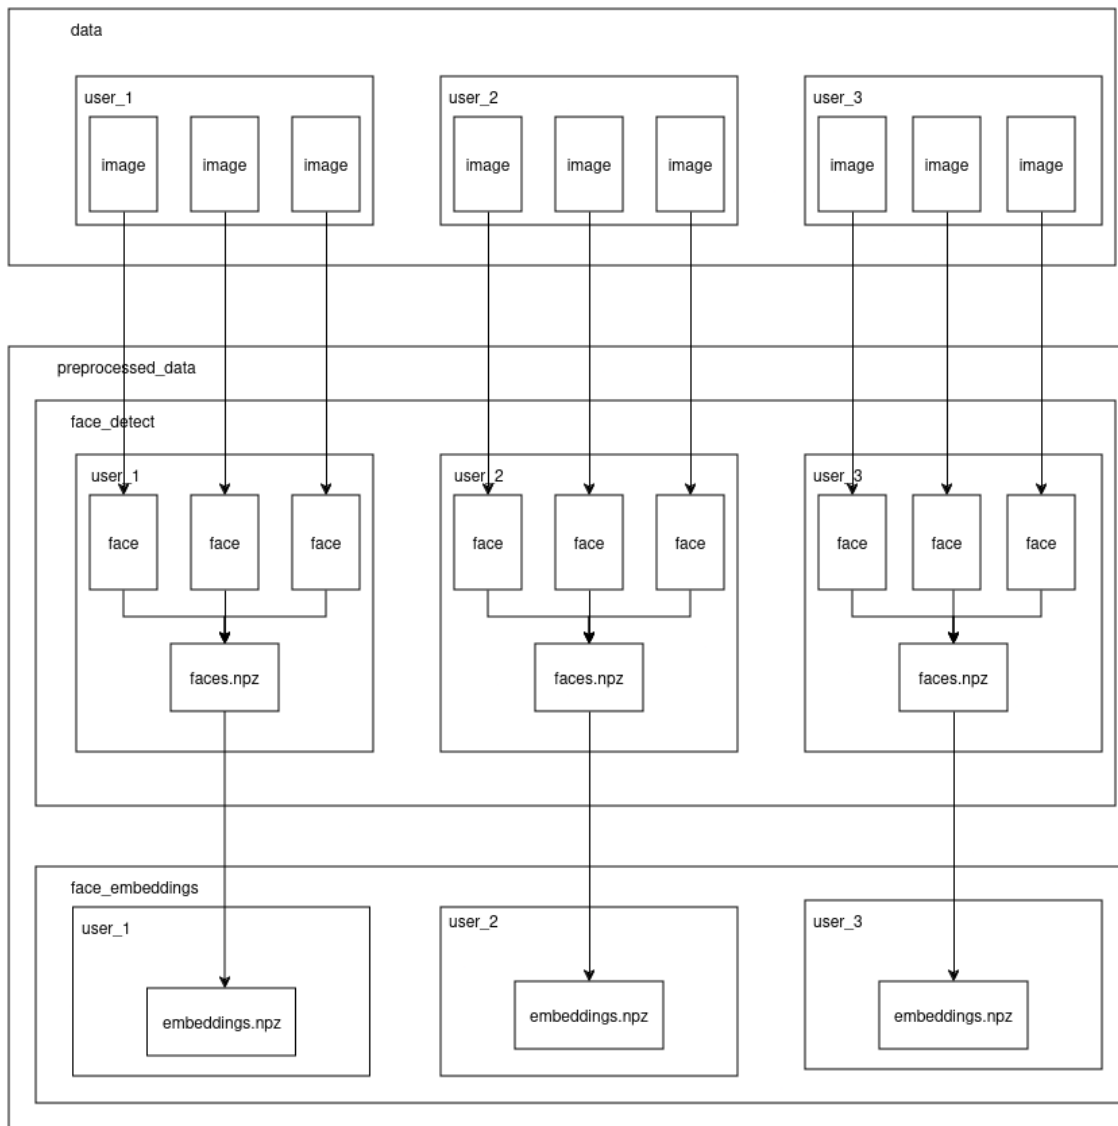 data
user_1
user_2
user_3
image
image
image
image
image
image
image
image
image
preprocessed_data
face_detect
user_1
user_2
user_3
face
face
face
face
face
face
face
face
face
faces.npz
faces.npz
faces.npz
face_embeddings
user_1
user_2
user_3
embeddings.npz
embeddings.npz
embeddings.npz